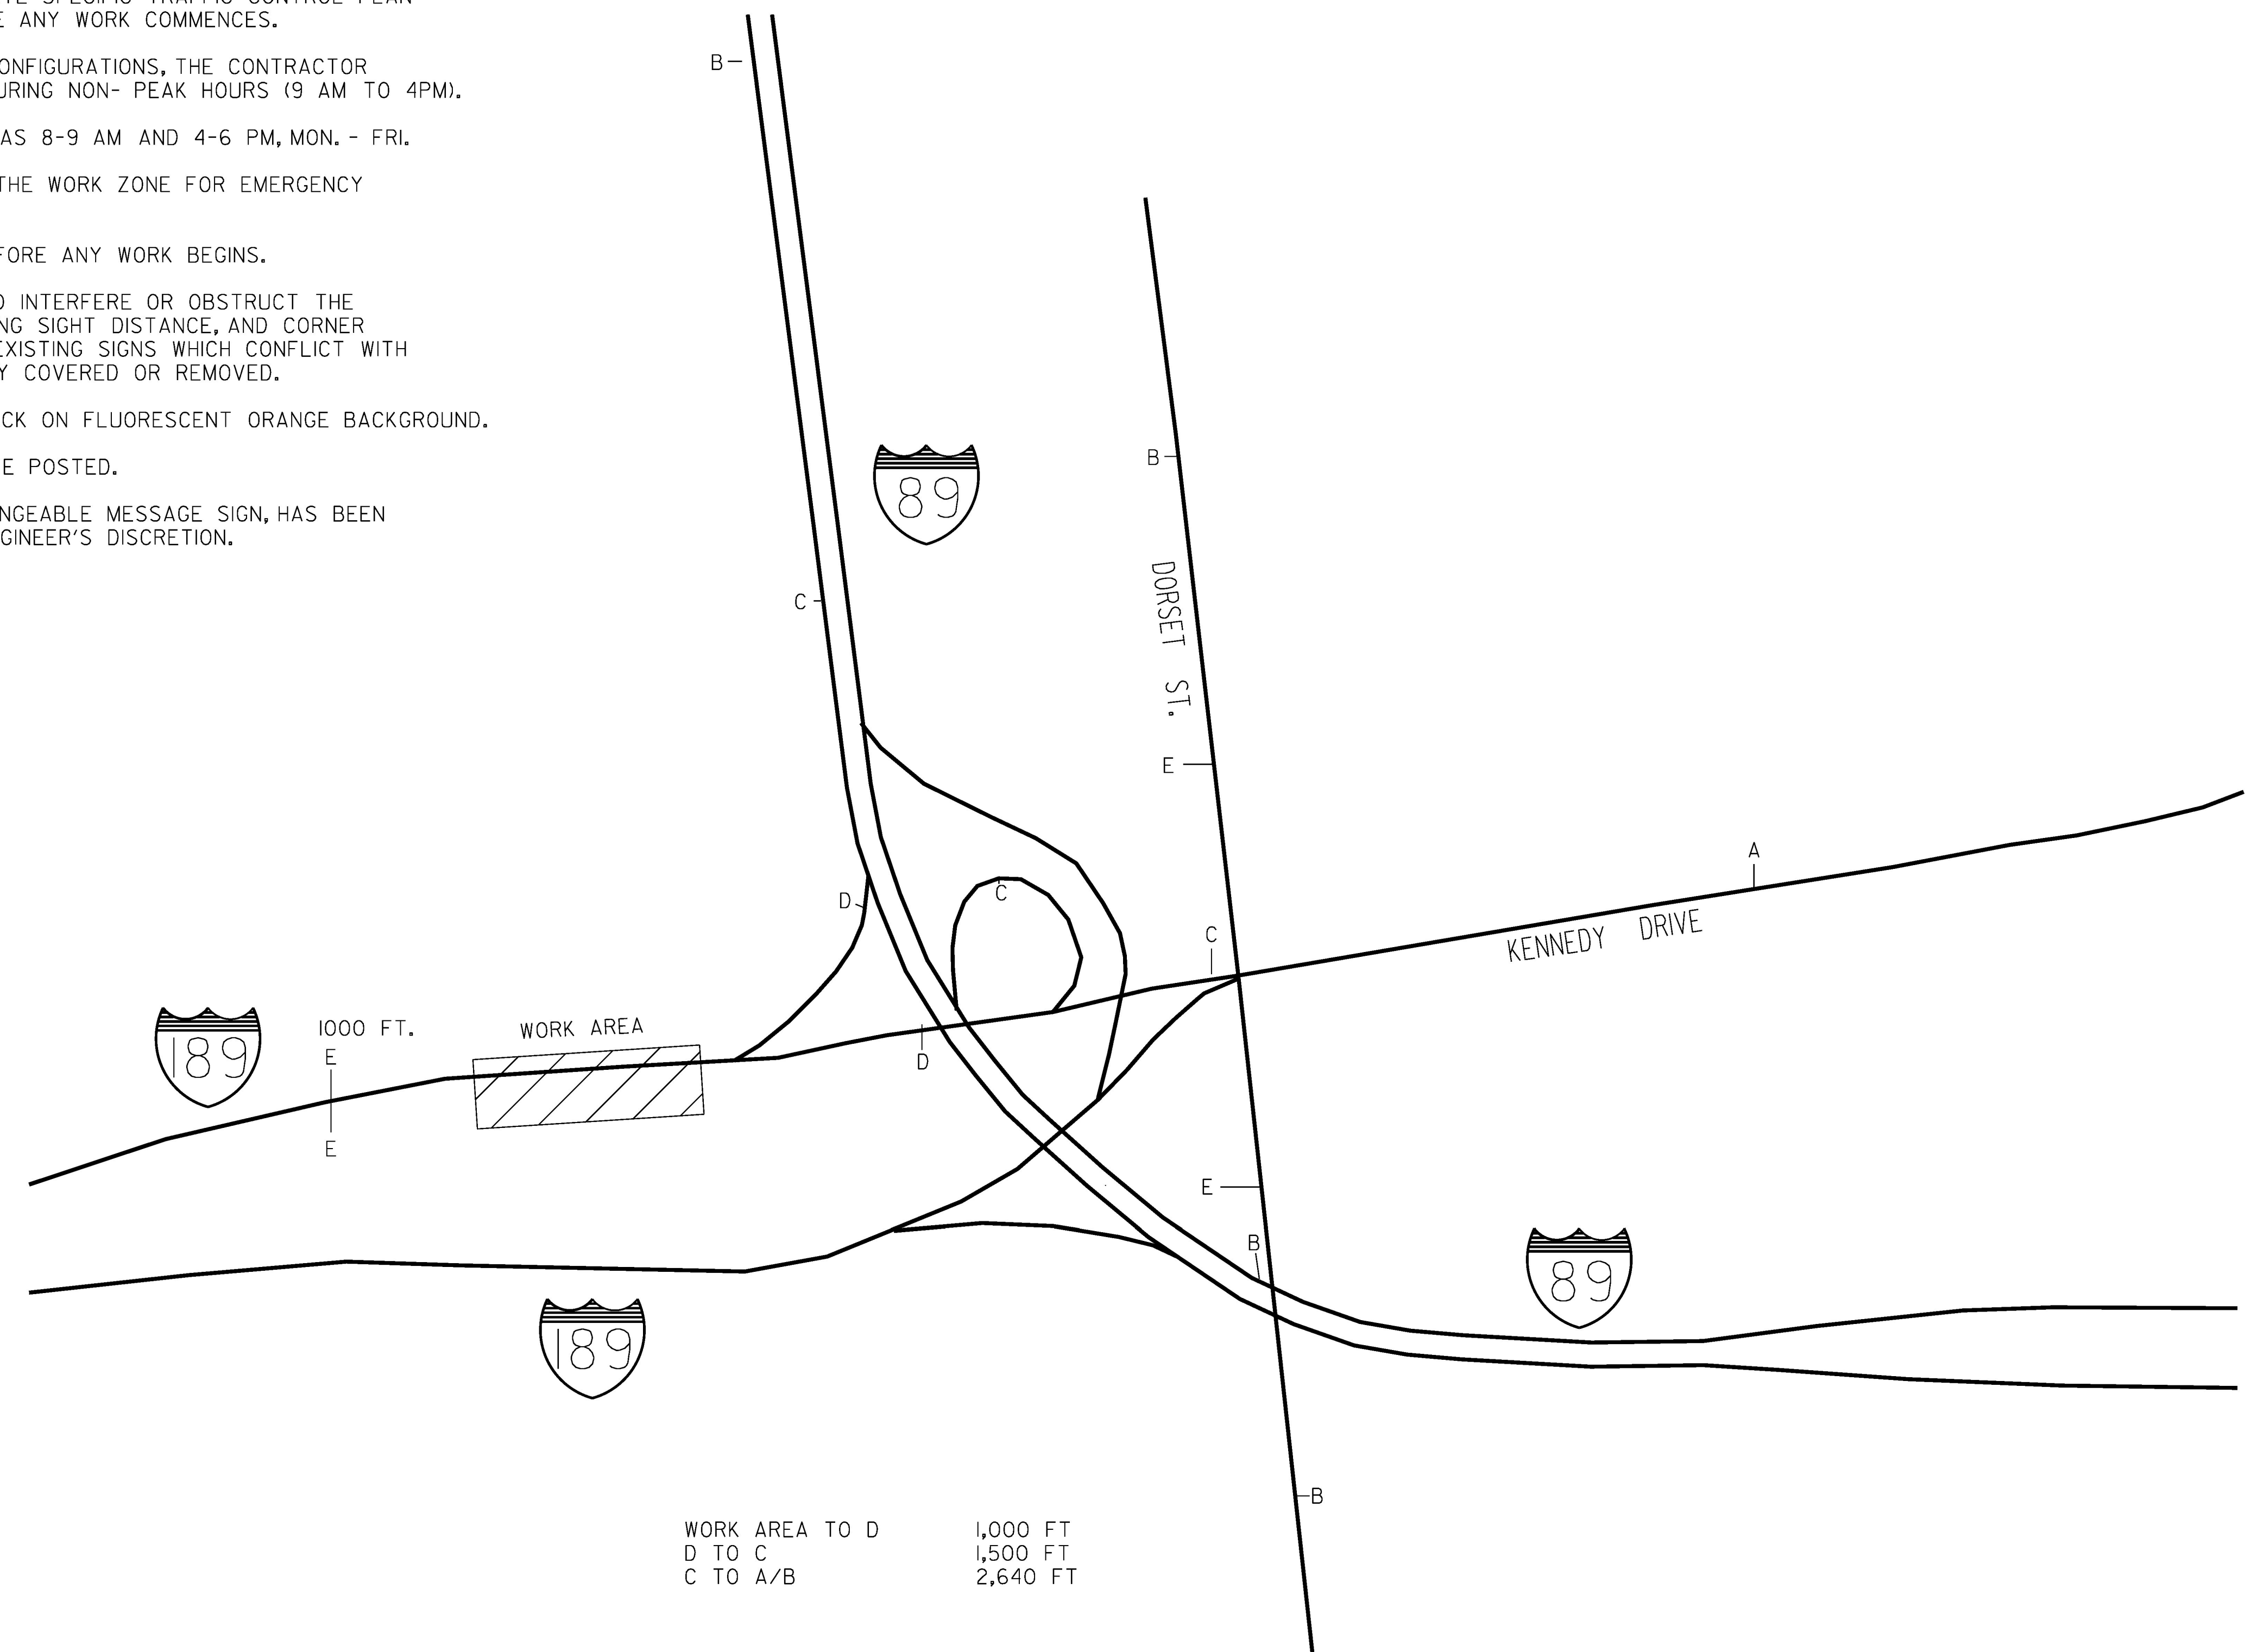 E ANY WORK COMMENCES.
ONFIGURATIONS, THE CONTRACTOR
URING NON- PEAK HOURS (9 AM TO 4PM).
AS 8-9 AM AND 4-6 PM, MON. - FRI.
THE WORK ZONE FOR EMERGENCY
FORE ANY WORK BEGINS.
O INTERFERE OR OBSTRUCT THE
NG SIGHT DISTANCE, AND CORNER
EXISTING SIGNS WHICH CONFLICT WITH
Y COVERED OR REMOVED.
CK ON FLUORESCENT ORANGE BACKGROUND.
E POSTED.
NGEABLE MESSAGE SIGN, HAS BEEN
GINEER'S DISCRETION.
B
B
89
DORSET ST.
C
E
A
D
C
C
KENNEDY DRIVE
189
1000 FT.
E
WORK AREA
D
E
E
B
89
189
B
WORK AREA TO D 1,000 FT
D TO C 1,500 FT
C TO A/B 2,640 FT